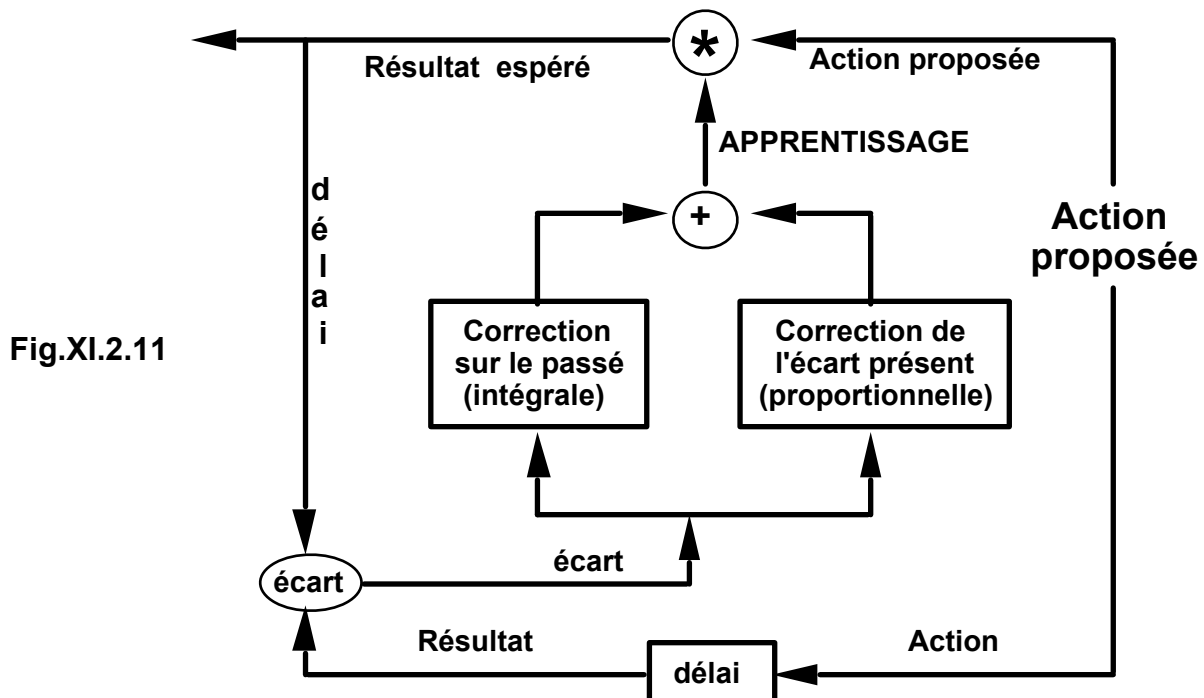 *
Résultat espéré
Action proposée
APPRENTISSAGE
délai
+
Action
proposée
Fig.XI.2.11
Correction
sur le passé
(intégrale)
Correction de
l'écart présent
(proportionnelle)
écart
écart
Résultat
délai
Action